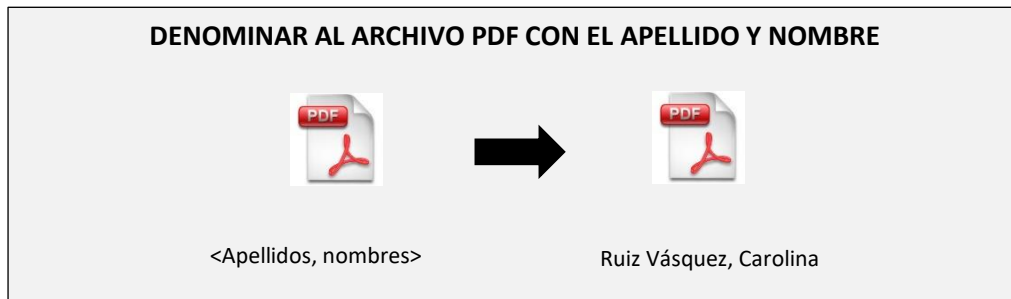 DENOMINAR AL ARCHIVO PDF CON EL APELLIDO Y NOMBRE
PDF
PDF
<Apellidos, nombres>
Ruiz Vásquez, Carolina